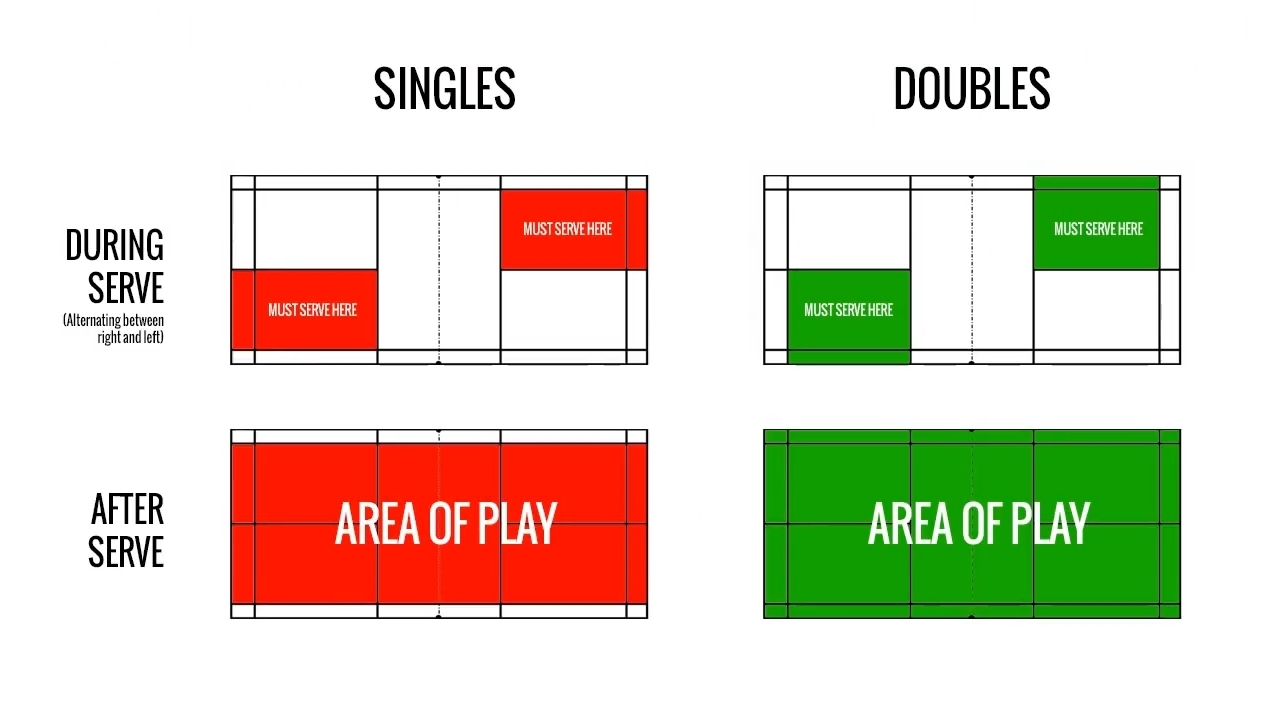 SINGLES
DOUBLES
DURING
SERVE
(Alternating between
right and left)
MUST SERVE HERE
MUST SERVE HERE
MUST SERVE HERE
MUST SERVE HERE
AFTER
SERVE
AREA OF PLAY
AREA OF PLAY